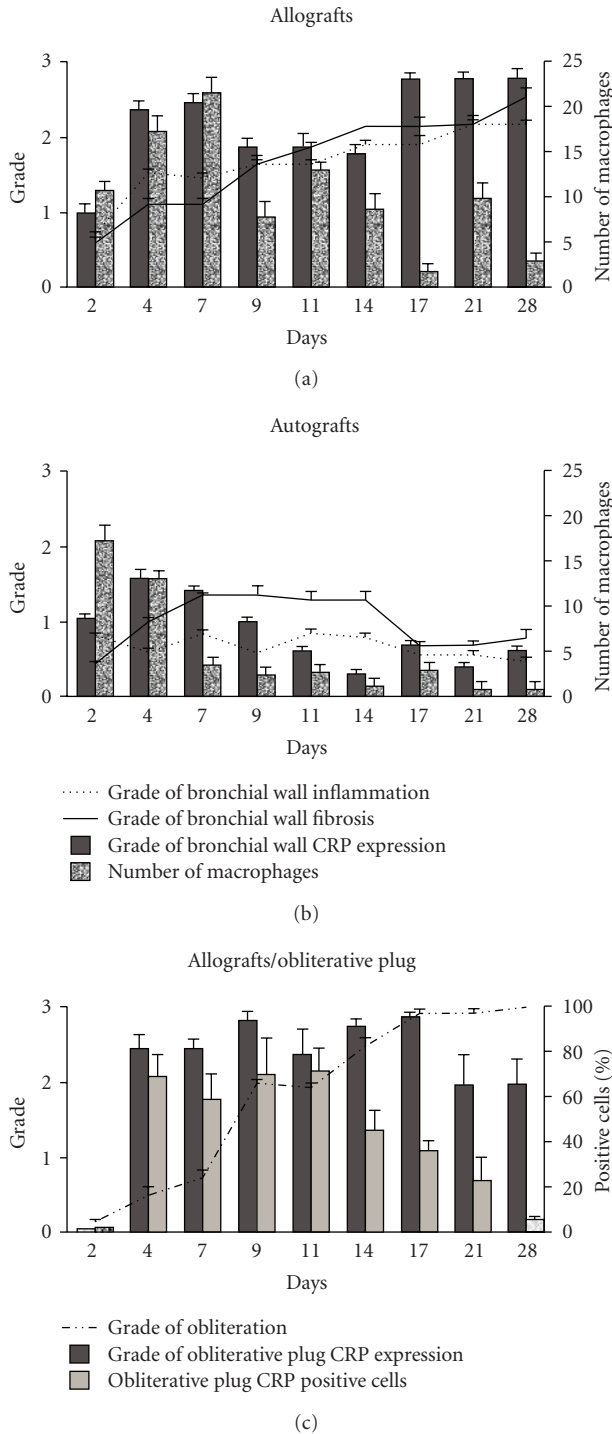 Allografts
3
2
1
0
Grade
25
20
15
10
5
0
Number of macrophages
2 4 7 9 11 14 17 21 28
Days
(a)
Autografts
3
2
1
0
Grade
25
20
15
10
5
0
Number of macrophages
2 4 7 9 11 14 17 21 28
Days
Grade of bronchial wall inflammation
Grade of bronchial wall fibrosis
Grade of bronchial wall CRP expression
Number of macrophages
(b)
Allografts/obliterative plug
3
2
1
0
Grade
100
80
60
40
20
0
Positive cells (%)
2 4 7 9 11 14 17 21 28
Days
Grade of obliteration
Grade of obliterative plug CRP expression
Obliterative plug CRP positive cells
(c)